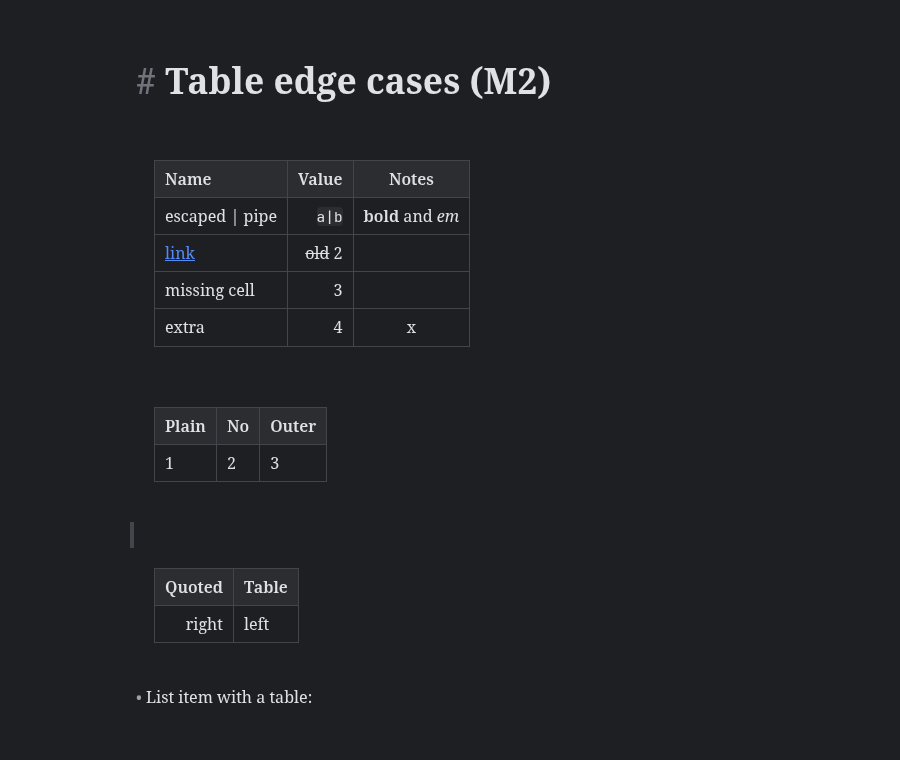 # Table edge cases (M2)
Name Value Notes
escaped | pipe a|b bold and em
link old 2
missing cell 3
extra 4 x
Plain No Outer
1 2 3
Quoted Table
right left
• List item with a table: